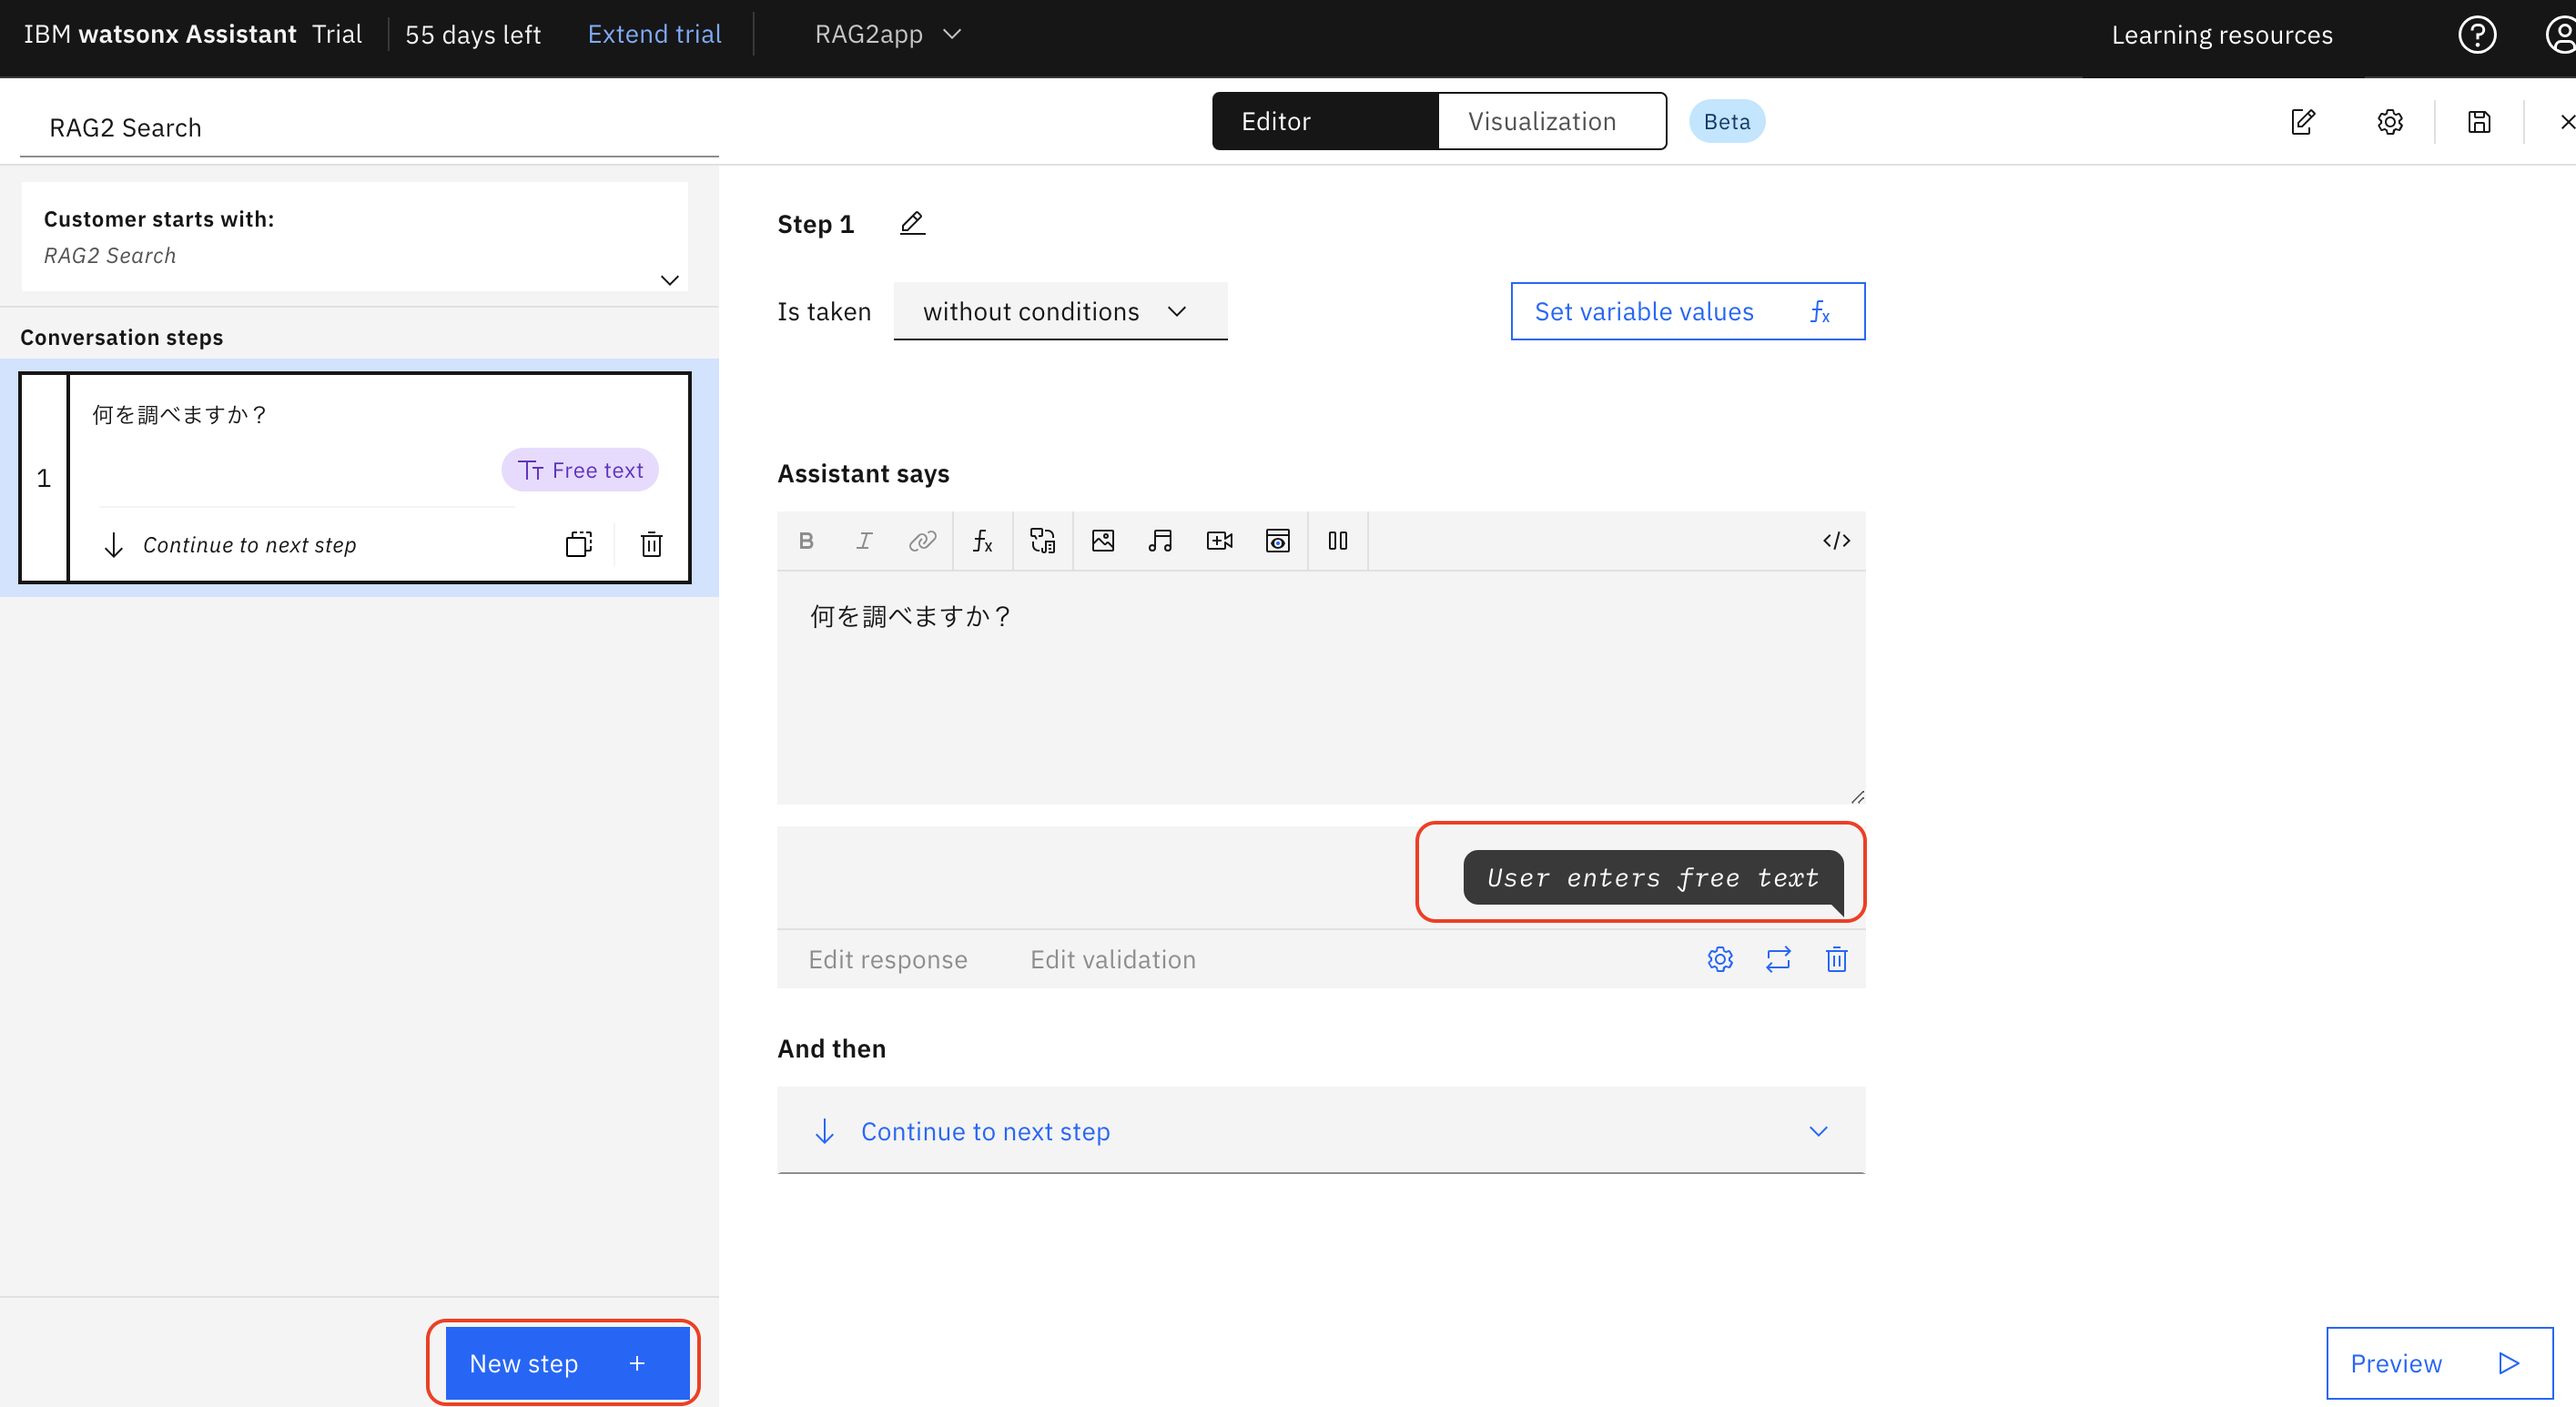 IBM watsonx Assistant Trial 55 days left Extend trial RAG2app Learning resources
RAG2 Search Editor Visualization Beta
Customer starts with:
RAG2 Search
Conversation steps
1
何を調べますか？
Free text
Continue to next step
Step 1
Is taken without conditions Set variable values fx
Assistant says
B I fx </>
何を調べますか？
User enters free text
Edit response Edit validation
And then
Continue to next step
New step +
Preview